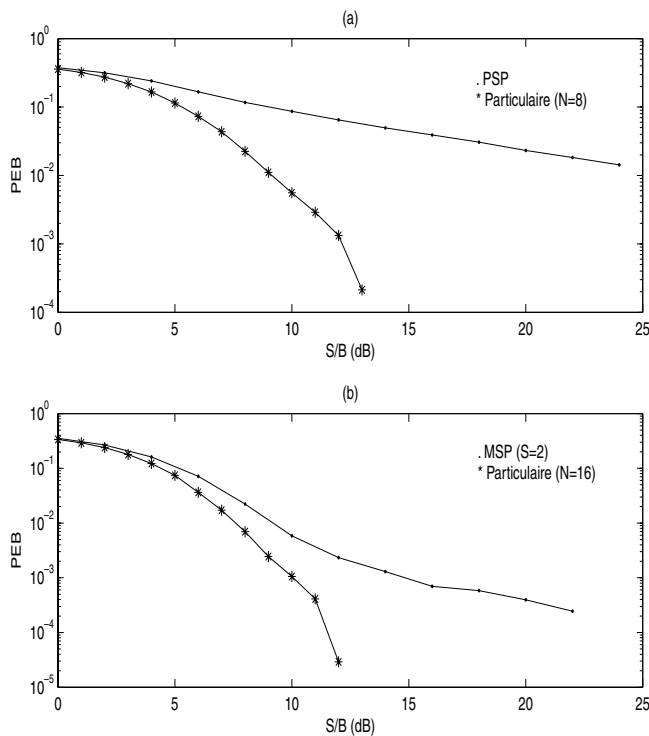 (a)
10^0
10^-1
10^-2
10^-3
10^-4
PEB
. PSP
* Particulaire (N=8)
0 5 10 15 20 25
S/B (dB)
(b)
10^0
10^-1
10^-2
10^-3
10^-4
10^-5
PEB
. MSP (S=2)
* Particulaire (N=16)
0 5 10 15 20 25
S/B (dB)